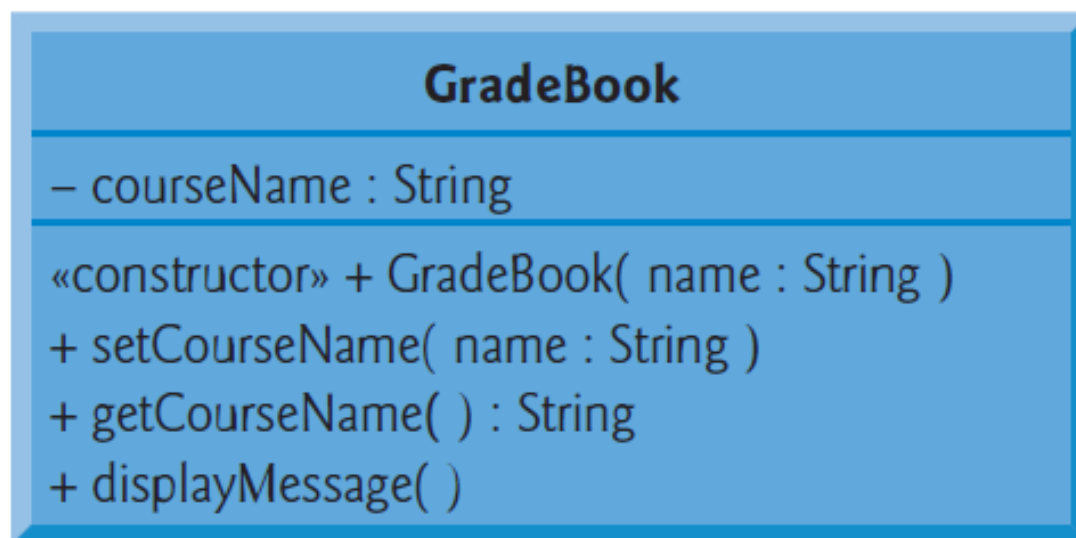 GradeBook
– courseName : String
«constructor» + GradeBook( name : String )
+ setCourseName( name : String )
+ getCourseName( ) : String
+ displayMessage( )